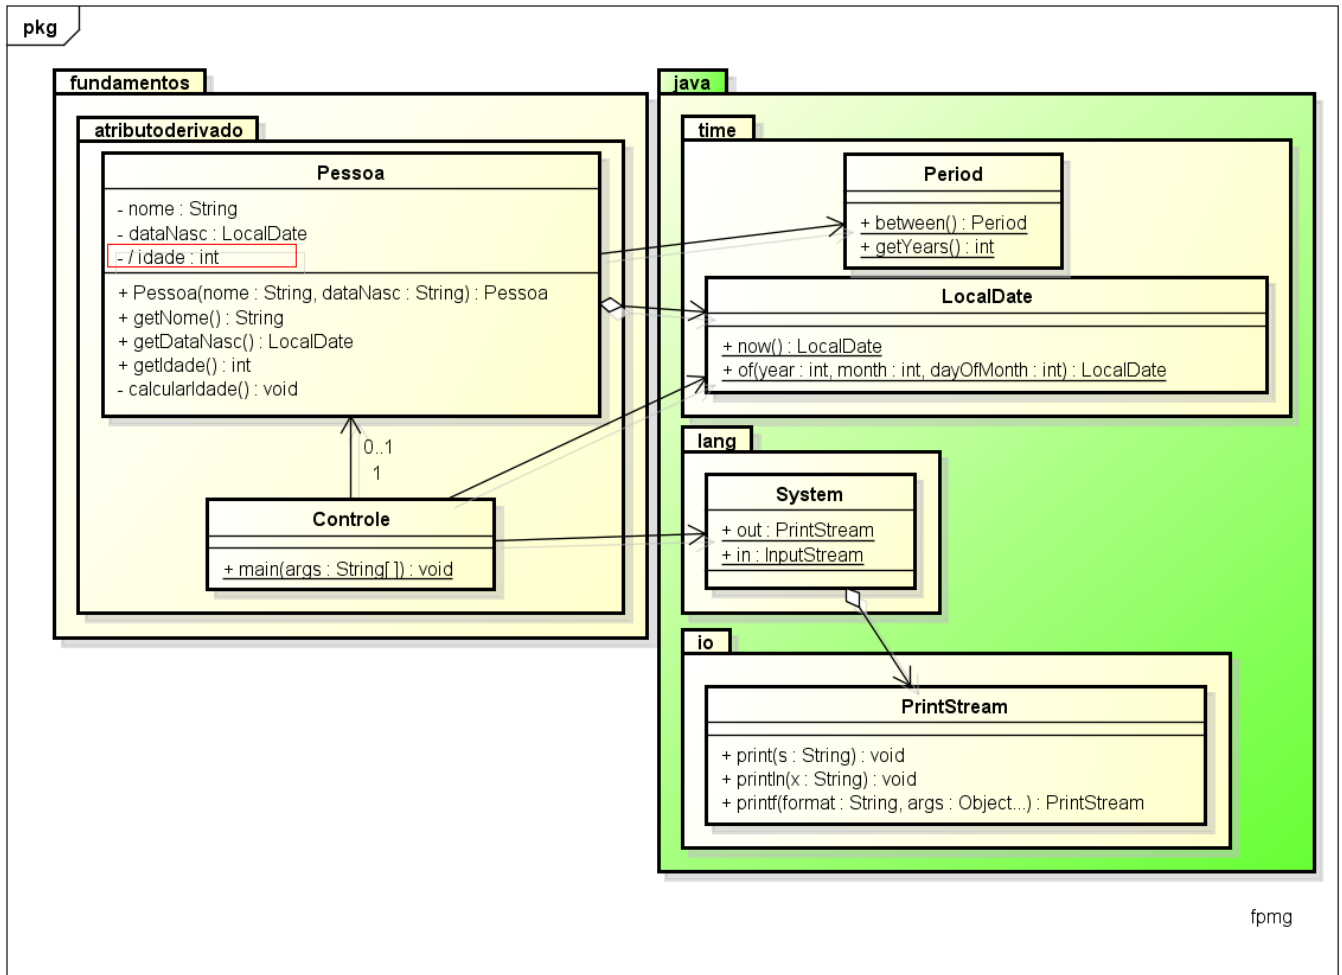 pkg
fundamentos
atributoderivado
Pessoa
- nome : String
- dataNasc : LocalDate
- / idade : int
+ Pessoa(nome : String, dataNasc : String) : Pessoa
+ getNome() : String
+ getDataNasc() : LocalDate
+ getIdade() : int
- calcularIdade() : void
0..1
1
Controle
+ main(args : String[ ]) : void
java
time
Period
+ between() : Period
+ getYears() : int
LocalDate
+ now() : LocalDate
+ of(year : int, month : int, dayOfMonth : int) : LocalDate
lang
System
+ out : PrintStream
+ in : InputStream
io
PrintStream
+ print(s : String) : void
+ println(x : String) : void
+ printf(format : String, args : Object...) : PrintStream
fpmg